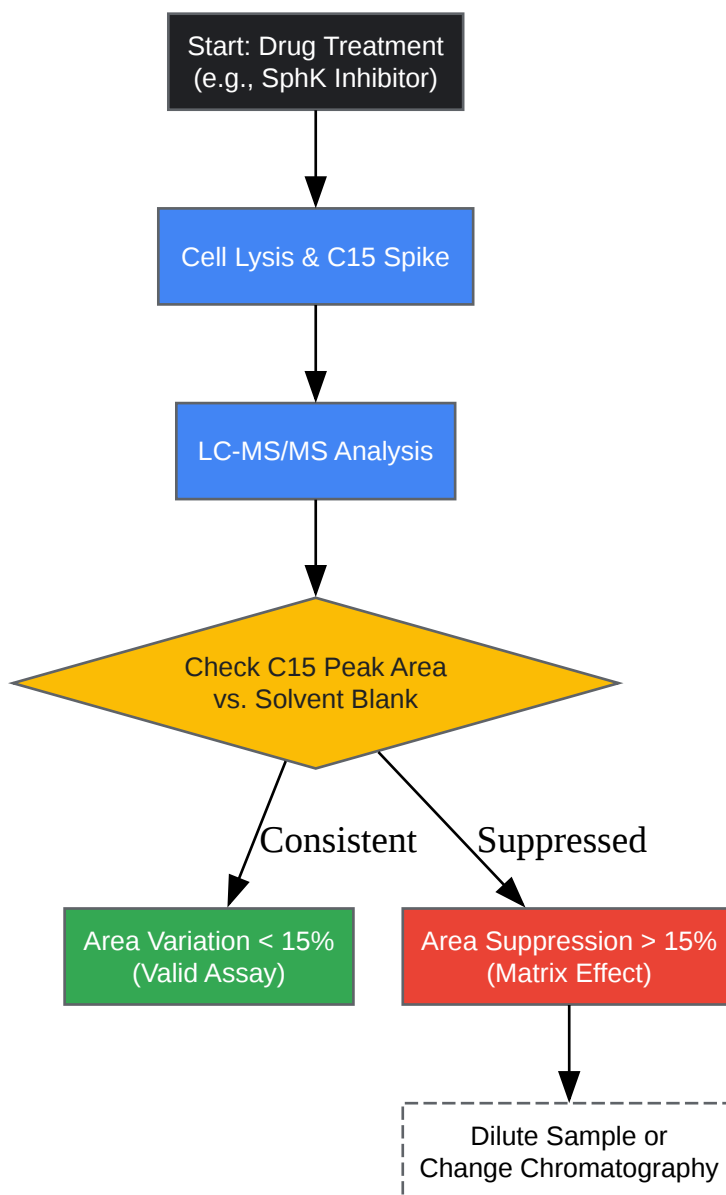 Start: Drug Treatment
(e.g., SphK Inhibitor)
Cell Lysis & C15 Spike
LC-MS/MS Analysis
Check C15 Peak Area
vs. Solvent Blank
Consistent
Suppressed
Area Variation < 15%
(Valid Assay)
Area Suppression > 15%
(Matrix Effect)
Dilute Sample or
Change Chromatography